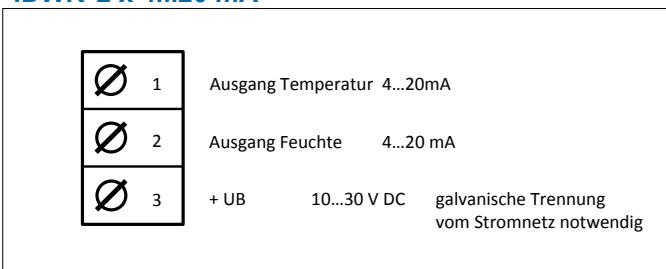 1 Ausgang Temperatur 4...20mA
2 Ausgang Feuchte 4...20 mA
3 + UB 10...30 V DC galvanische Trennung
vom Stromnetz notwendig